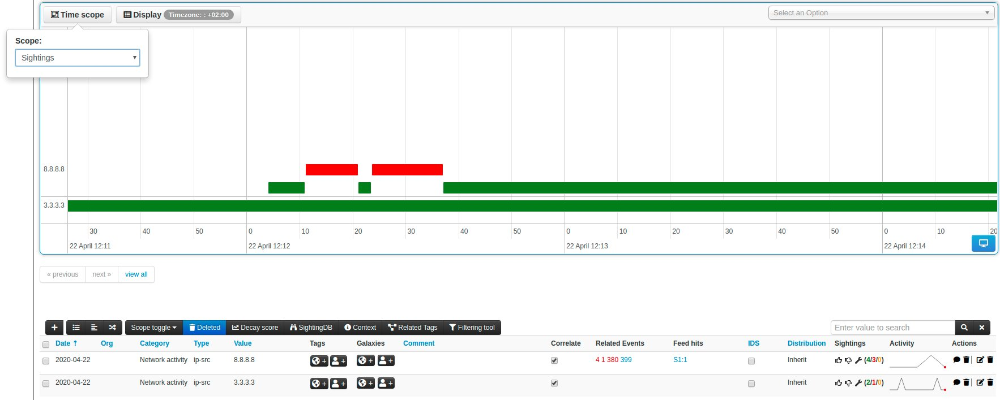 Time scope Display Timezone: : +02:00 Select an Option
Scope:
Sightings
8.8.8.8
3.3.3.3
30 40 50 0 10 20 30 40 50 0 10 20 30 40 50 0 10 20
22 April 12:11 22 April 12:12 22 April 12:13 22 April 12:14
« previous next » view all
Scope toggle Deleted Decay score SightingDB Context Related Tags Filtering tool Enter value to search
Date Org Category Type Value Tags Galaxies Comment Correlate Related Events Feed hits IDS Distribution Sightings Activity Actions
2020-04-22 Network activity ip-src 8.8.8.8 + + + + 4 1 380 399 S1:1 Inherit (4/3/0)
2020-04-22 Network activity ip-src 3.3.3.3 + + + + Inherit (2/1/0)